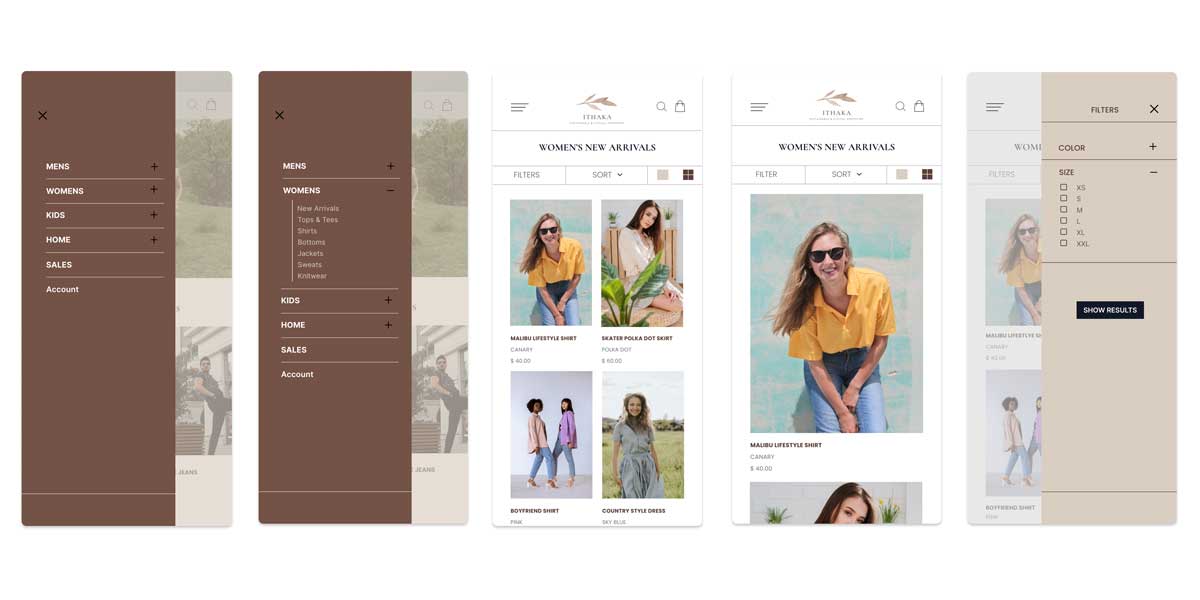 MENS
WOMENS
KIDS
HOME
SALES
Account
JEANS
MENS
WOMENS
New Arrivals
Tops & Tees
Shirts
Bottoms
Jackets
Sweats
Knitwear
KIDS
HOME
SALES
Account
JEANS
ITHAKA
WOMEN'S NEW ARRIVALS
FILTERS
SORT
MALIBU LIFESTYLE SHIRT
CANARY
$ 40.00
SKATER POLKA DOT SKIRT
POLKA DOT
$ 60.00
BOYFRIEND SHIRT
PINK
COUNTRY STYLE DRESS
SKY BLUE
ITHAKA
WOMEN'S NEW ARRIVALS
FILTER
SORT
MALIBU LIFESTYLE SHIRT
CANARY
$ 40.00
WOM
FILTERS
MALIBU LIFESTLYE SHIRT
CANARY
$ 40.00
BOYFRIEND SHIRT
PINK
FILTERS
COLOR
SIZE
XS
S
M
L
XL
XXL
SHOW RESULTS